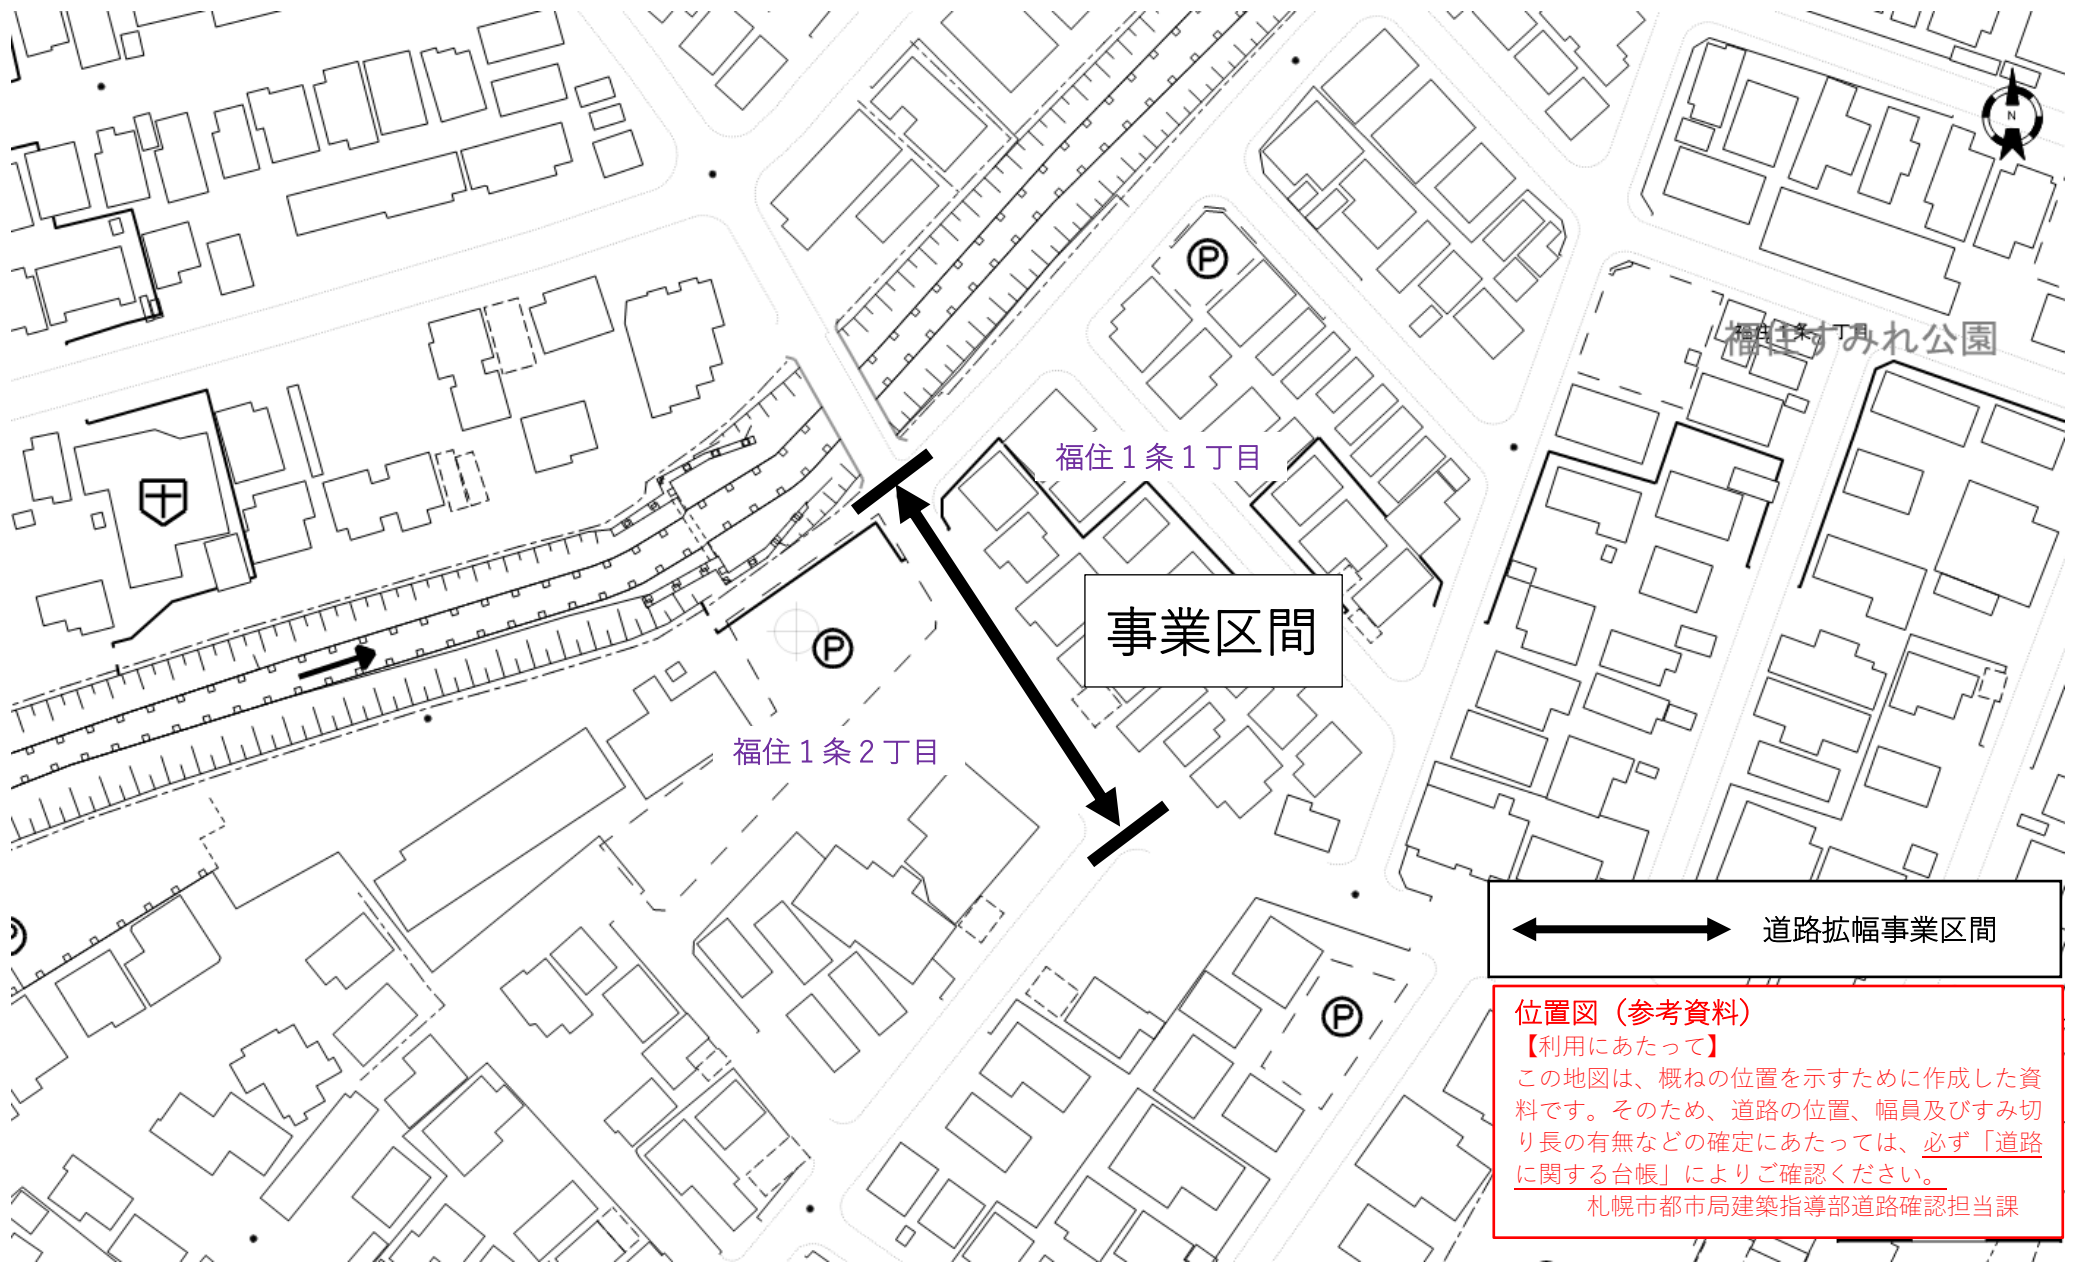 N
福住すみれ公園
福住1条1丁目
事業区間
福住1条2丁目
道路拡幅事業区間
位置図（参考資料）
【利用にあたって】
この地図は、概ねの位置を示すために作成した資
料です。そのため、道路の位置、幅員及びすみ切
り長の有無などの確定にあたっては、必ず「道路
に関する台帳」によりご確認ください。
札幌市都市局建築指導部道路確認担当課
P
P
P